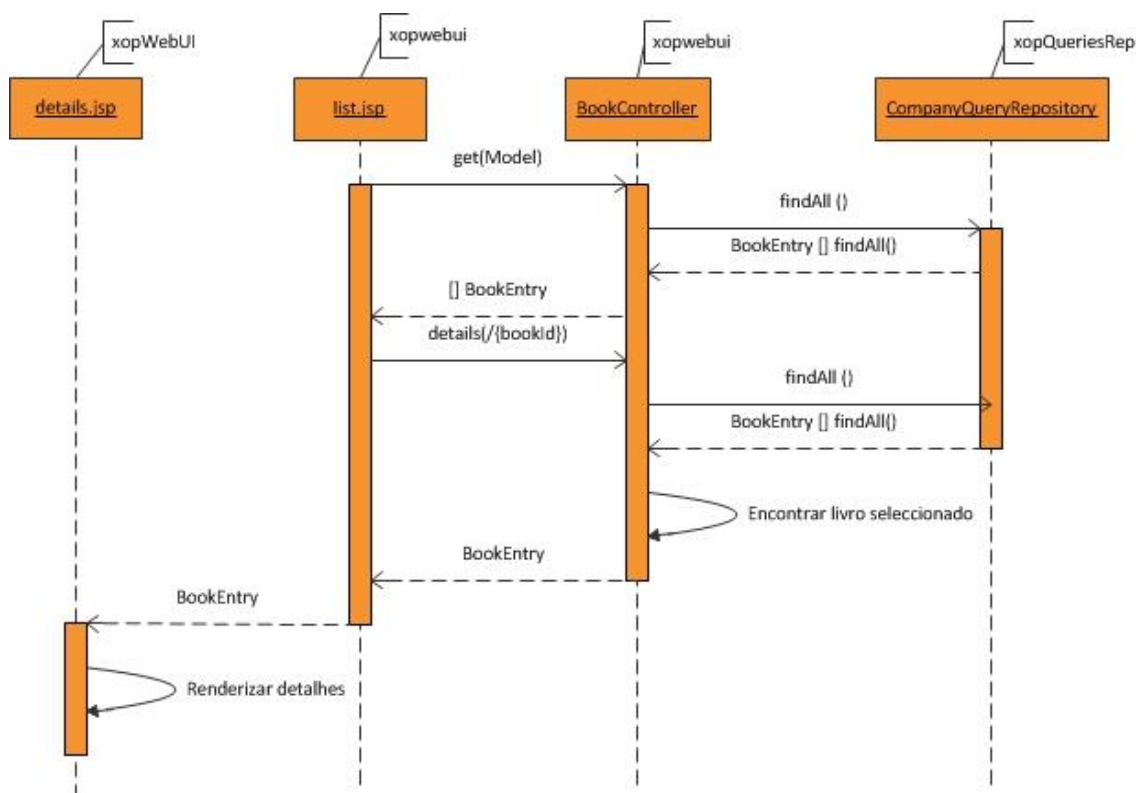 xopWebUI
xopwebui
xopwebui
xopQueriesRep
details.jsp
list.jsp
BookController
CompanyQueryRepository
get(Model)
findAll ()
BookEntry [] findAll()
[] BookEntry
details(/{bookId})
findAll ()
BookEntry [] findAll()
Encontrar livro seleccionado
BookEntry
BookEntry
Renderizar detalhes